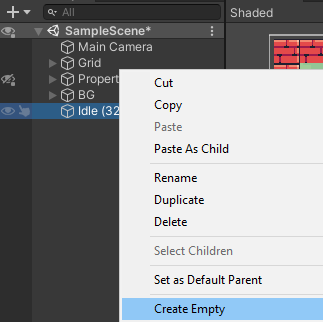 All
Shaded
SampleScene*
Main Camera
Grid
Propert
BG
Idle (32
Cut
Copy
Paste
Paste As Child
Rename
Duplicate
Delete
Select Children
Set as Default Parent
Create Empty